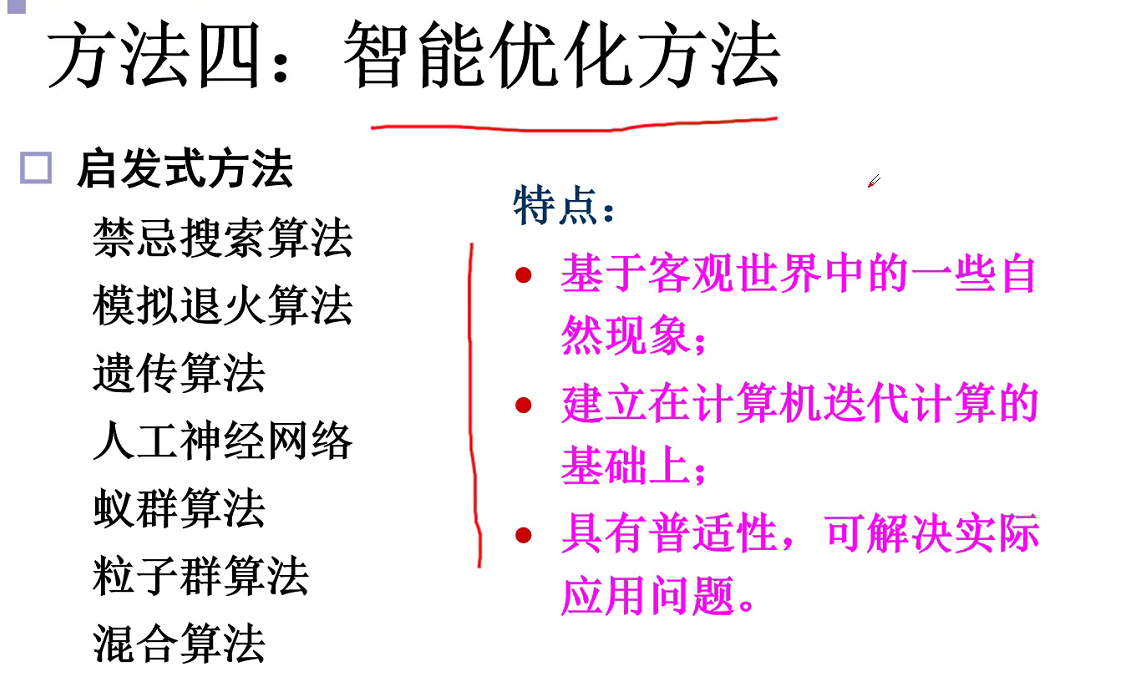 方法四：智能优化方法
启发式方法
禁忌搜索算法
模拟退火算法
遗传算法
人工神经网络
蚁群算法
粒子群算法
混合算法
特点：
基于客观世界中的一些自
然现象；
建立在计算机迭代计算的
基础上；
具有普适性，可解决实际
应用问题。